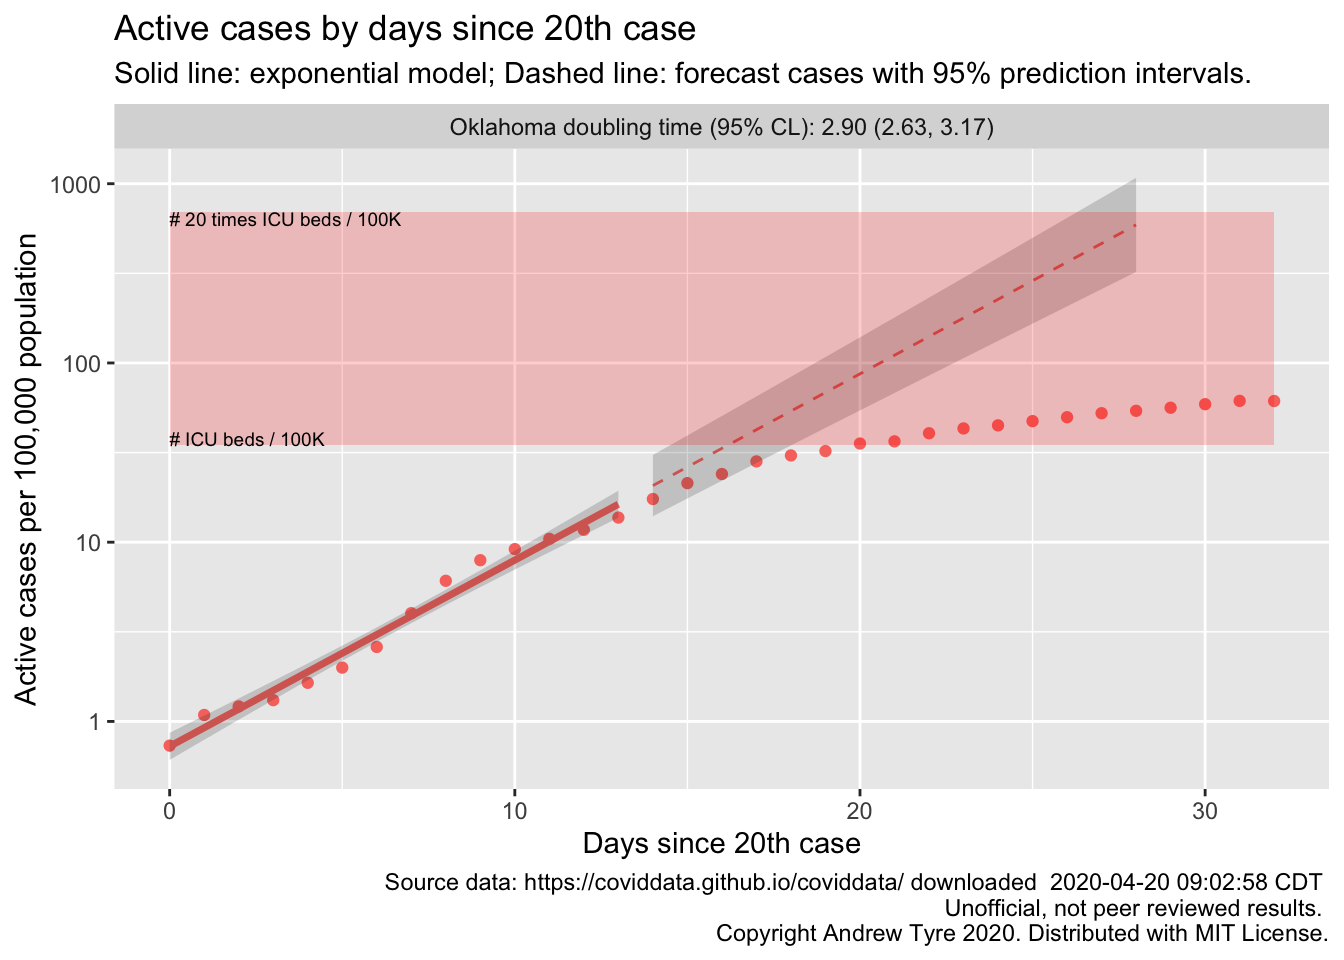 Active cases by days since 20th case
Solid line: exponential model; Dashed line: forecast cases with 95% prediction intervals.
Oklahoma doubling time (95% CL): 2.90 (2.63, 3.17)
1000
# 20 times ICU beds / 100K
100
# ICU beds / 100K
10
1
Active cases per 100,000 population
0
10
20
30
Days since 20th case
Source data: https://coviddata.github.io/coviddata/ downloaded  2020-04-20 09:02:58 CDT
Unofficial, not peer reviewed results.
Copyright Andrew Tyre 2020. Distributed with MIT License.